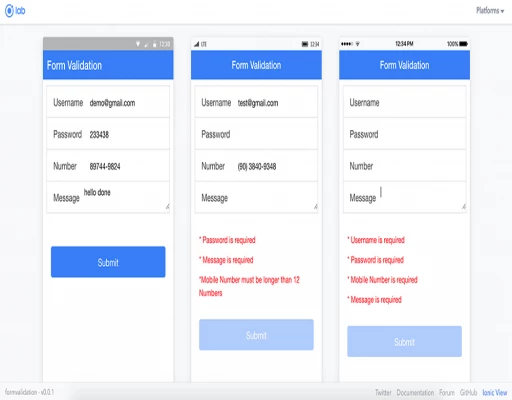 lab
Platforms
12:30
Form Validation
Username demo@gmail.com
Password 233438
Number 89744-9824
Message hello done
Submit
LTE 12:34
Form Validation
Username test@gmail.com
Password
Number (90) 3840-9348
Message
* Password is required
* Message is required
*Mobile Number must be longer than 12
Numbers
Submit
12:34 PM 100%
Form Validation
Username
Password
Number
Message
* Username is required
* Password is required
* Mobile Number is required
* Message is required
Submit
formvalidation - v0.0.1
Twitter Documentation Forum GitHub Ionic View